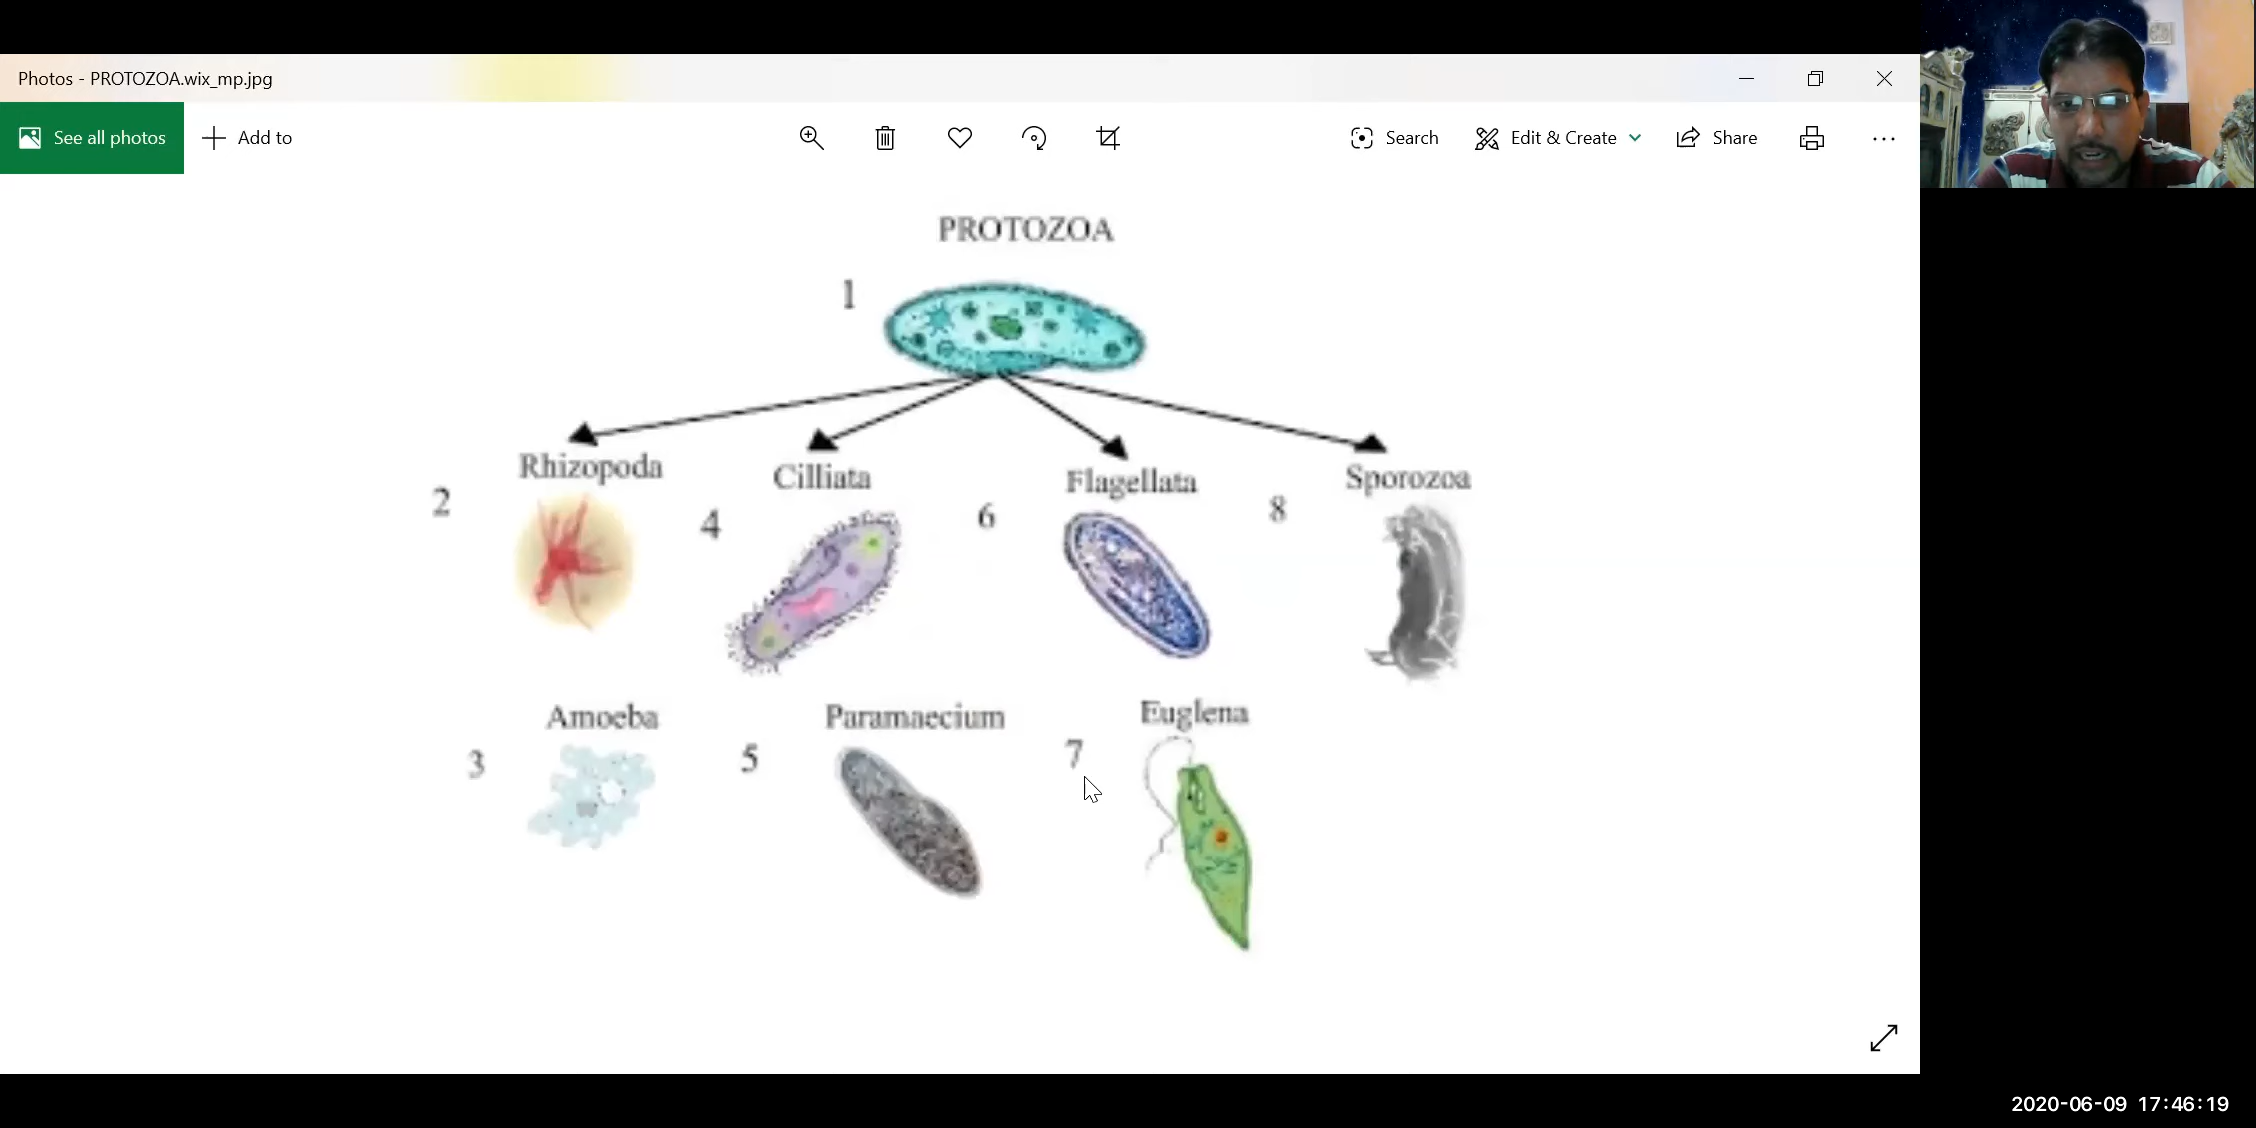 Photos - PROTOZOA.wix_mp.jpg
See all photos
Add to
Search
Edit & Create
Share
PROTOZOA
1
Rhizopoda
Cilliata
Flagellata
Sporozoa
2
4
6
8
Amoeba
Paramaecium
Euglena
3
5
7
2020-06-09 17:46:19